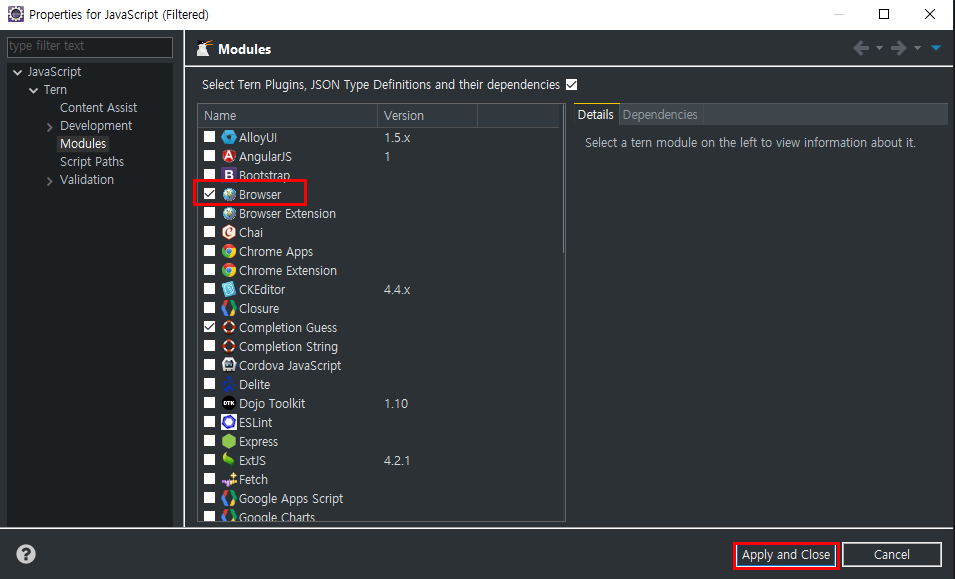 Properties for JavaScript (Filtered)
type filter text
JavaScript
Tern
Content Assist
Development
Modules
Script Paths
Validation
Modules
Select Tern Plugins, JSON Type Definitions and their dependencies
Name Version
AlloyUI 1.5.x
AngularJS 1
Bootstrap
Browser
Browser Extension
Chai
Chrome Apps
Chrome Extension
CKEditor 4.4.x
Closure
Completion Guess
Completion String
Cordova JavaScript
Delite
Dojo Toolkit 1.10
ESLint
Express
ExtJS 4.2.1
Fetch
Google Apps Script
Google Charts
Details Dependencies
Select a tern module on the left to view information about it.
Apply and Close Cancel